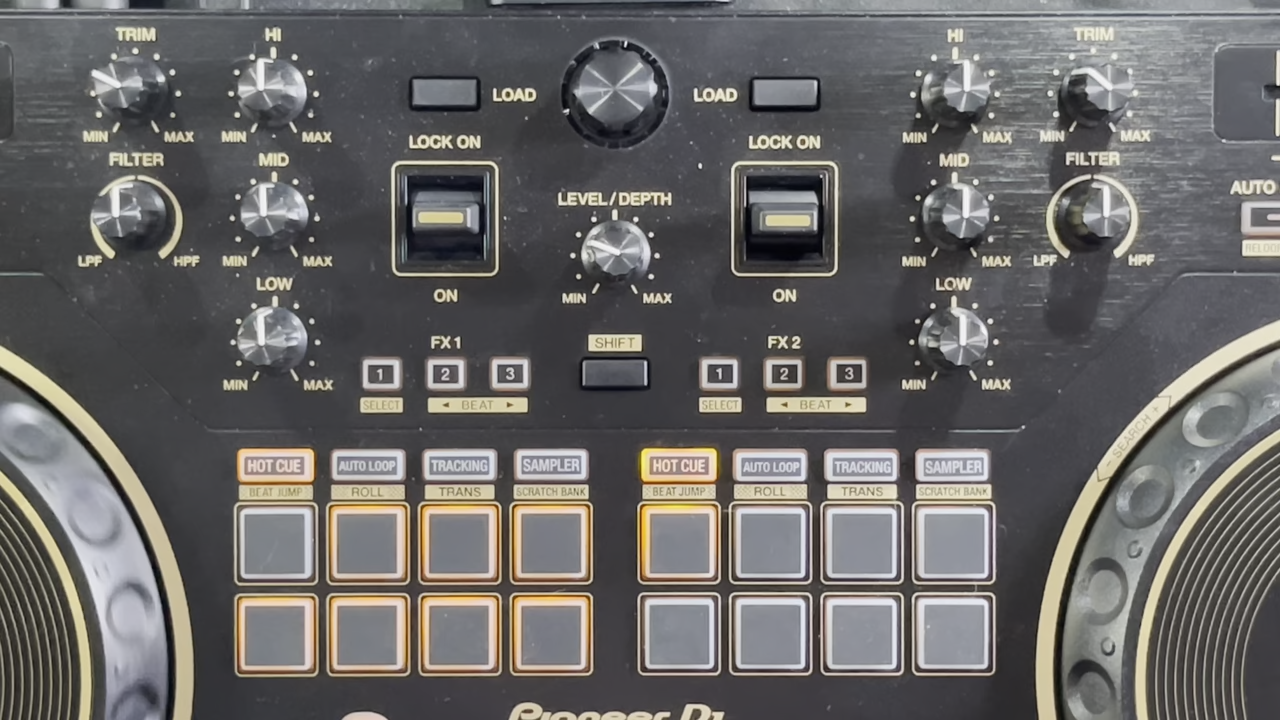 TRIM HI HI TRIM
LOAD LOAD
MIN MAX MIN MAX MIN MAX MIN MAX
LOCK ON LOCK ON
FILTER MID MID FILTER
AUTO
LEVEL/DEPTH
RELOOP
LPF HPF MIN MAX MIN MAX LPF HPF
LOW LOW
ON MIN MAX ON
FX 1 SHIFT FX 2
1 2 3 1 2 3
MIN MAX MIN MAX
SELECT ◄ BEAT ► SELECT ◄ BEAT ►
- SEARCH +
HOT CUE AUTO LOOP TRACKING SAMPLER HOT CUE AUTO LOOP TRACKING SAMPLER
BEAT JUMP ROLL TRANS SCRATCH BANK BEAT JUMP ROLL TRANS SCRATCH BANK
Pioneer DJ